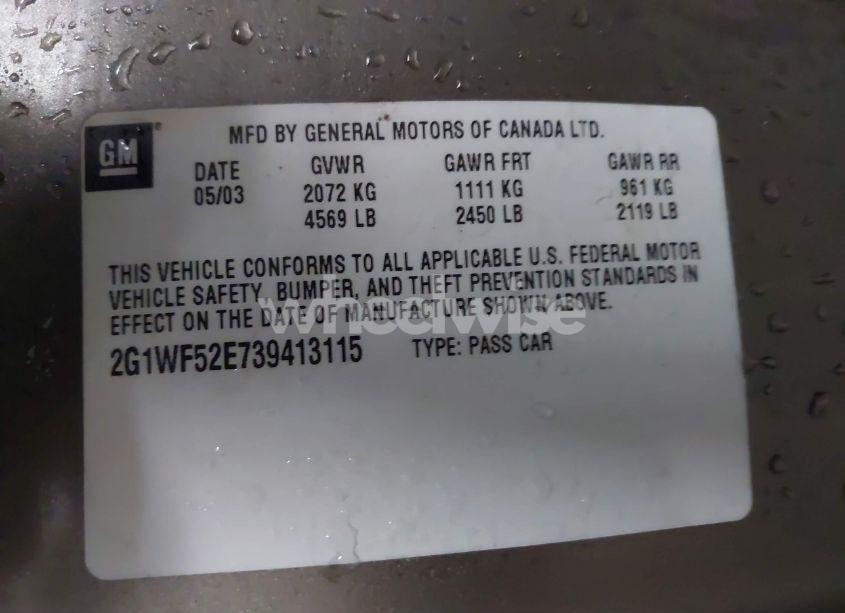 GM
MFD BY GENERAL MOTORS OF CANADA LTD.
DATE GVWR GAWR FRT GAWR RR
05/03 2072 KG 1111 KG 961 KG
4569 LB 2450 LB 2119 LB
THIS VEHICLE CONFORMS TO ALL APPLICABLE U.S. FEDERAL MOTOR
VEHICLE SAFETY, BUMPER, AND THEFT PREVENTION STANDARDS IN
EFFECT ON THE DATE OF MANUFACTURE SHOWN ABOVE.
wheelwise
2G1WF52E739413115 TYPE: PASS CAR